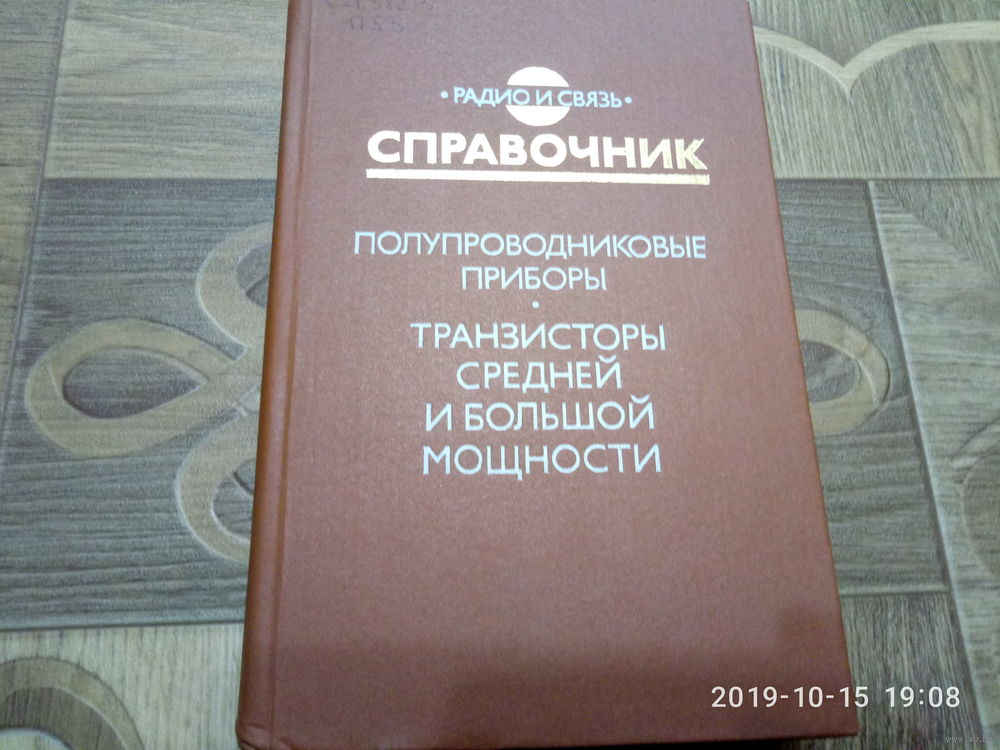 • РАДИО И СВЯЗЬ •
СПРАВОЧНИК
ПОЛУПРОВОДНИКОВЫЕ
ПРИБОРЫ
•
ТРАНЗИСТОРЫ
СРЕДНЕЙ
И БОЛЬШОЙ
МОЩНОСТИ
2019-10-15 19:08